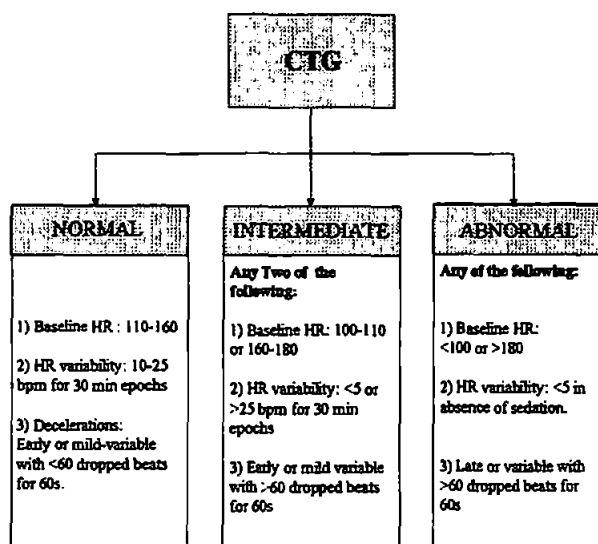 CTG
NORMAL
1) Baseline HR : 110-160
2) HR variability: 10-25
bpm for 30 min epochs
3) Decelerations:
Early or mild-variable
with <60 dropped beats
for 60s.
INTERMEDIATE
Any Two of the
following:
1) Baseline HR: 100-110
or 160-180
2) HR variability: <5 or
>25 bpm for 30 min
epochs
3) Early or mild variable
with >60 dropped beats
for 60s
ABNORMAL
Any of the following:
1) Baseline HR:
<100 or >180
2) HR variability: <5 in
absence of sedation.
3) Late or variable with
>60 dropped beats for
60s